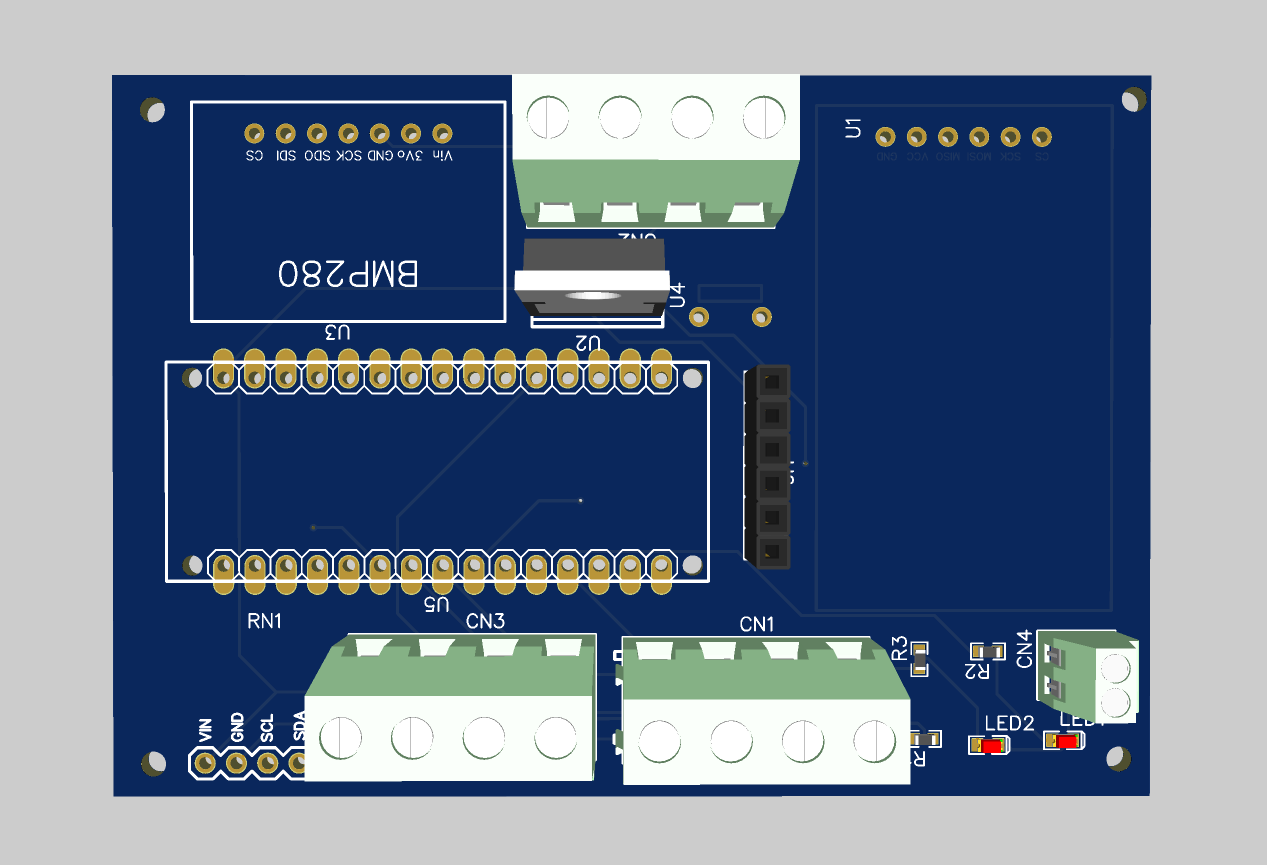 U1
CS SDI SDO SCK GND 3Vo Vin
GND VCC MISO MOSI SCK CS
CN2
BMP280
U4
U3
U2
U5
RN1
CN3
CN1
R3
R2
CN4
VIN
GND
SCL
SDA
LED2
R1